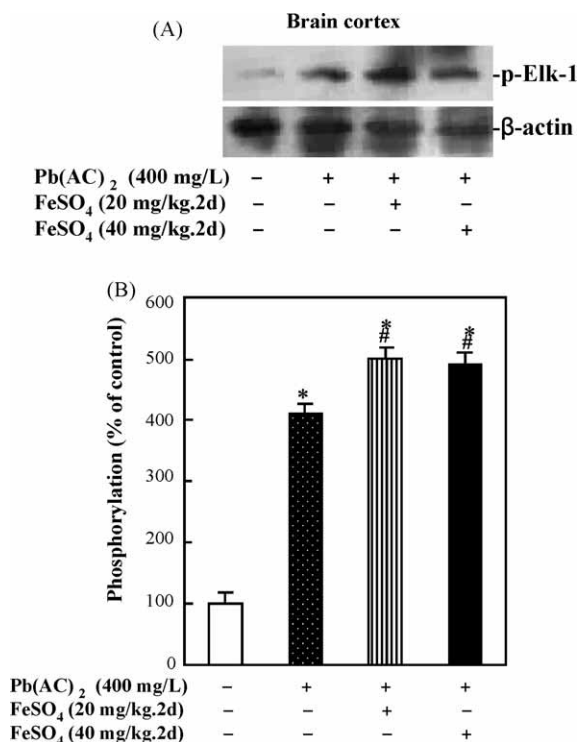 (A)
Brain cortex
-p-Elk-1
-β-actin
Pb(AC)₂ (400 mg/L) – + + +
FeSO₄ (20 mg/kg.2d) – – + –
FeSO₄ (40 mg/kg.2d) – – – +
(B)
600
500
400
300
200
100
0
Phosphorylation (% of control)
*
*
#
*
#
Pb(AC)₂ (400 mg/L) – + + +
FeSO₄ (20 mg/kg.2d) – – + –
FeSO₄ (40 mg/kg.2d) – – – +